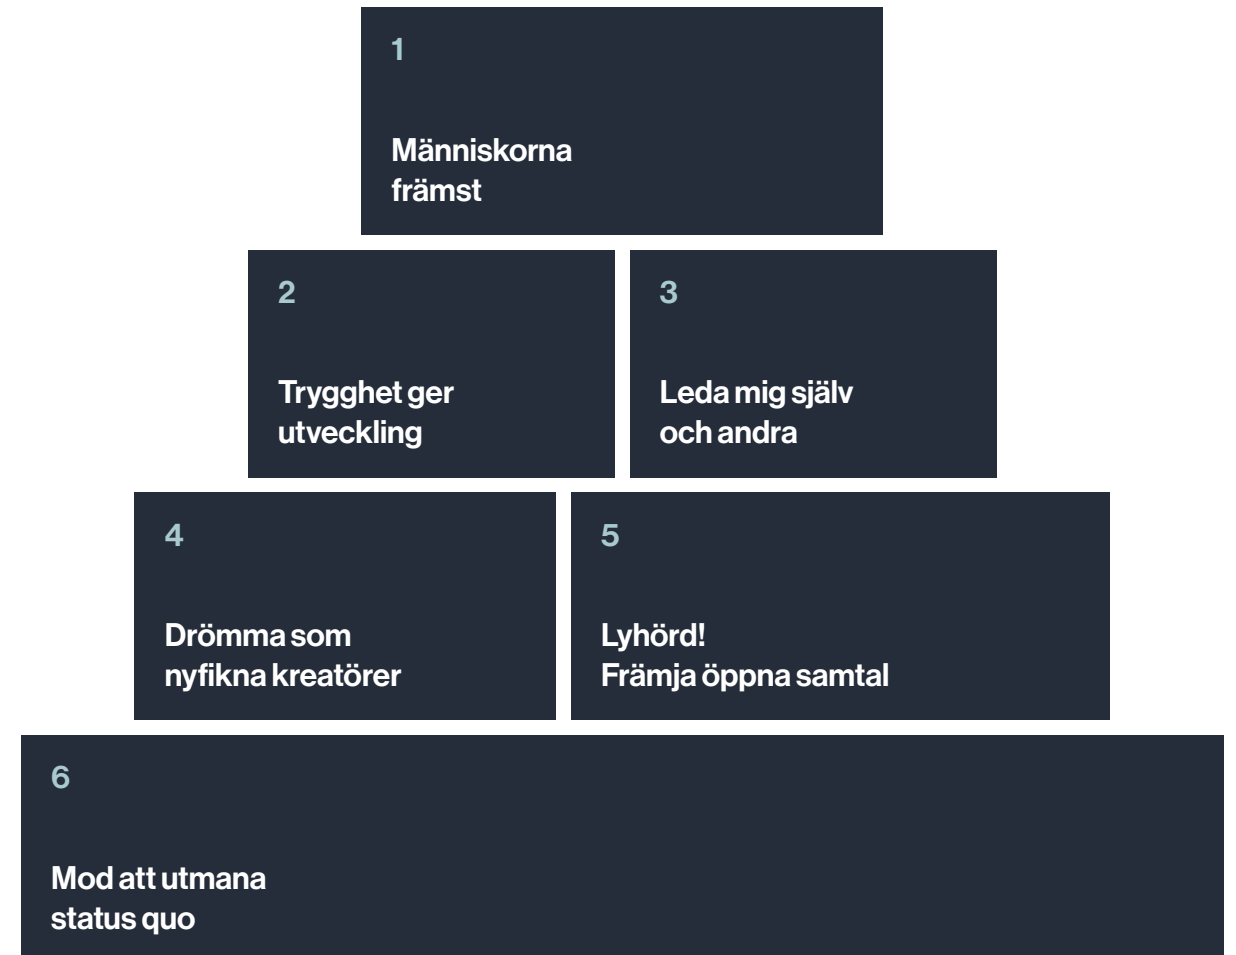 1
Människorna
främst
2
Trygghet ger
utveckling
3
Leda mig själv
och andra
4
Drömma som
nyfikna kreatörer
5
Lyhörd!
Främja öppna samtal
6
Mod att utmana
status quo